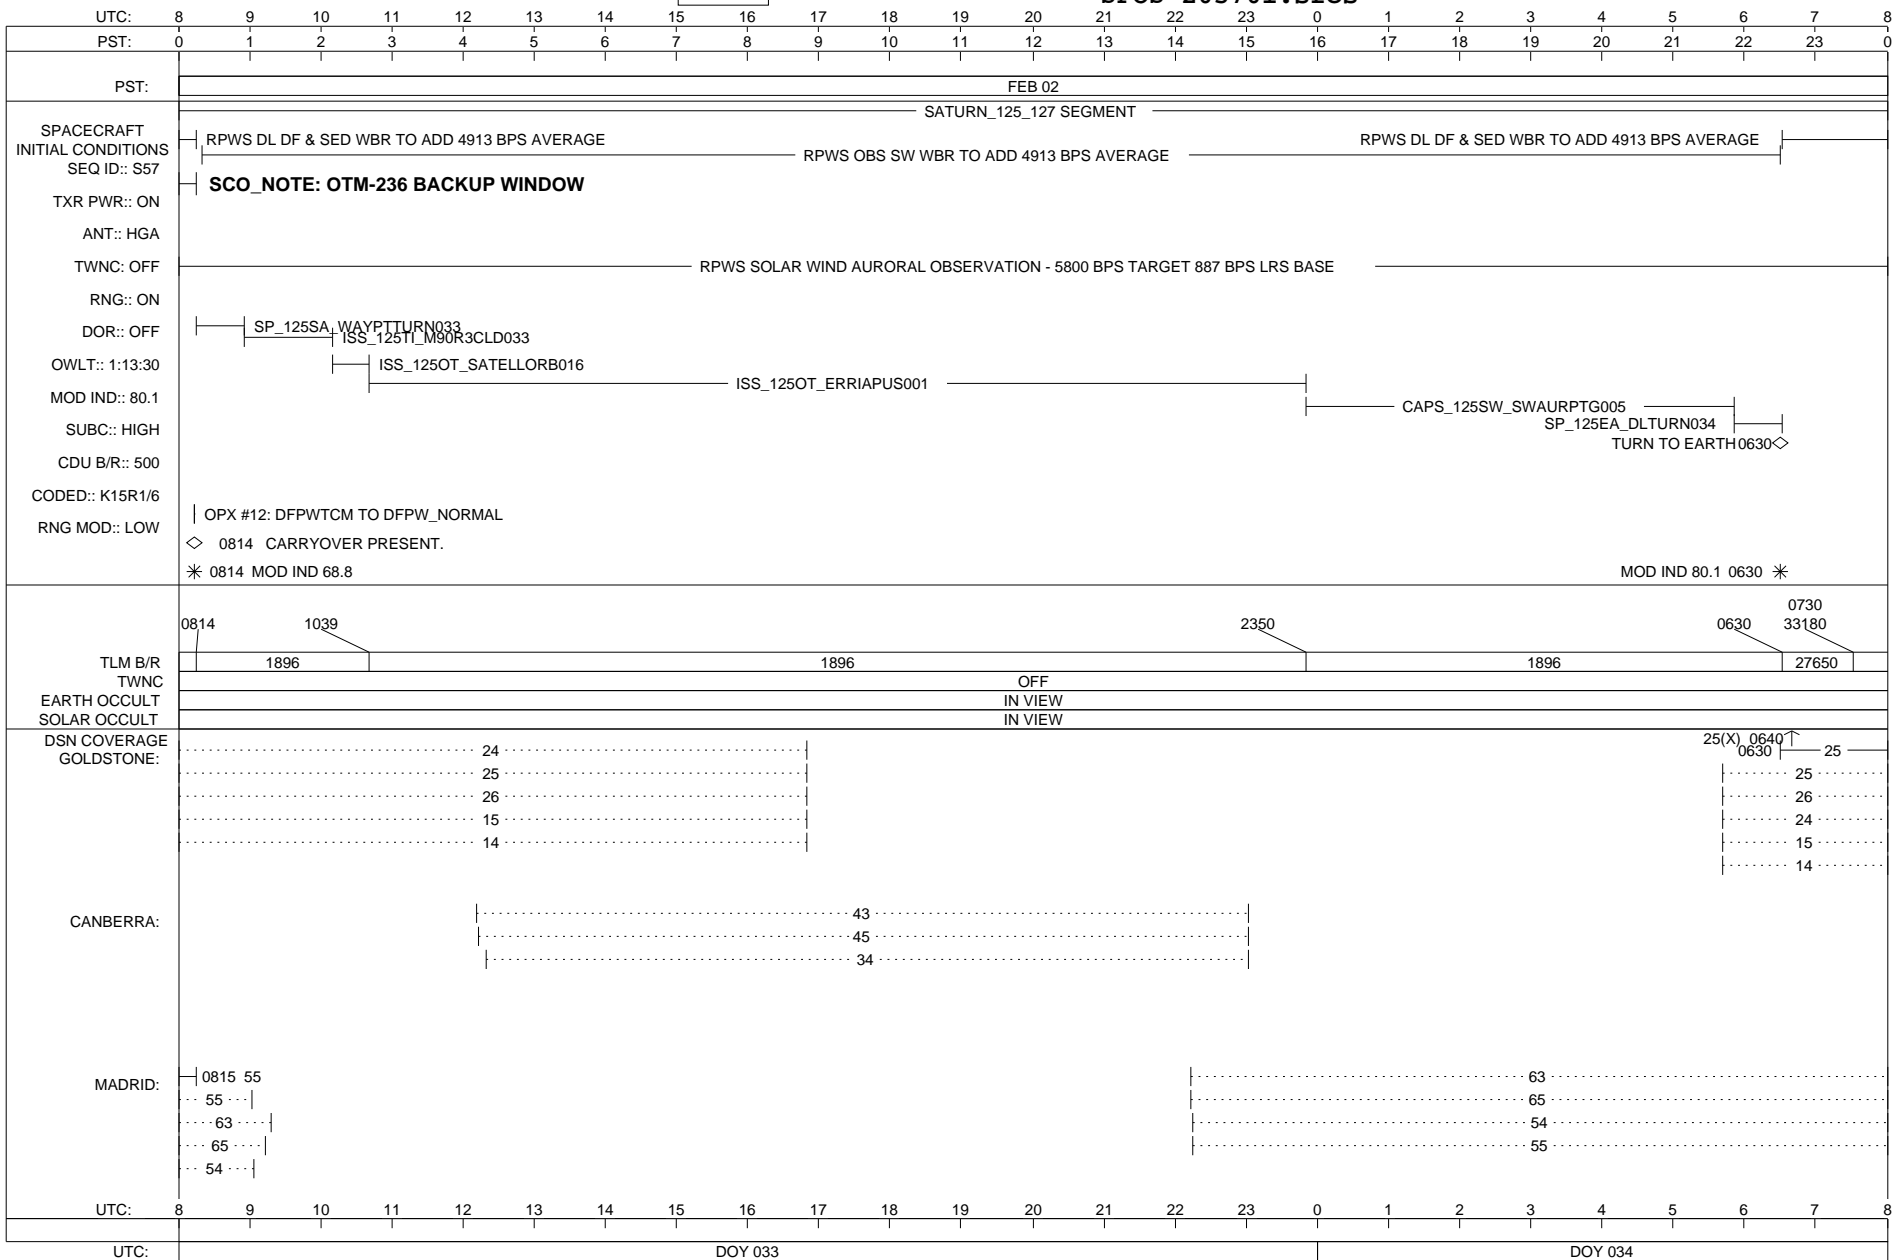 UTC: 8 9 10 11 12 13 14 15 16 17 18 19 20 21 22 23 0 1 2 3 4 5 6 7 8
PST: 0 1 2 3 4 5 6 7 8 9 10 11 12 13 14 15 16 17 18 19 20 21 22 23 0
PST: FEB 02
SATURN_125_127 SEGMENT
SPACECRAFT
INITIAL CONDITIONS
RPWS DL DF & SED WBR TO ADD 4913 BPS AVERAGE RPWS DL DF & SED WBR TO ADD 4913 BPS AVERAGE
RPWS OBS SW WBR TO ADD 4913 BPS AVERAGE
SEQ ID:: S57
SCO_NOTE: OTM-236 BACKUP WINDOW
TXR PWR:: ON
ANT:: HGA
TWNC: OFF RPWS SOLAR WIND AURORAL OBSERVATION - 5800 BPS TARGET 887 BPS LRS BASE
RNG:: ON
DOR:: OFF SP_125SA_WAYPTTURN033
ISS_125TI_M90R3CLD033
OWLT:: 1:13:30 ISS_125OT_SATELLORB016
ISS_125OT_ERRIAPUS001
MOD IND:: 80.1 CAPS_125SW_SWAURPTG005
SUBC:: HIGH SP_125EA_DLTURN034
TURN TO EARTH 0630
CDU B/R:: 500
CODED:: K15R1/6
RNG MOD:: LOW OPX #12: DFPWTCM TO DFPW_NORMAL
0814 CARRYOVER PRESENT.
0814 MOD IND 68.8 MOD IND 80.1 0630
0730
0814 1039 2350 0630 33180
TLM B/R 1896 1896 1896 27650
TWNC OFF
EARTH OCCULT IN VIEW
SOLAR OCCULT IN VIEW
DSN COVERAGE 25(X) 0640
GOLDSTONE: 24 0630 25
25 25
26 26
15 24
14 15
14
CANBERRA: 43
45
34
MADRID: 0815 55 63
55 65
63 54
65 55
54
UTC: 8 9 10 11 12 13 14 15 16 17 18 19 20 21 22 23 0 1 2 3 4 5 6 7 8
UTC: DOY 033 DOY 034